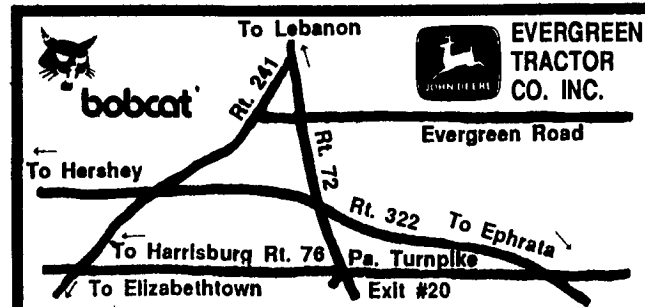 To Lebanon
bobcat
JOHN DEERE
EVERGREEN
TRACTOR
CO. INC.
Rt. 241
Evergreen Road
To Hershey
Rt. 72
Rt. 322
To Ephrata
To Harrisburg Rt. 76
Pa. Turnpike
To Elizabethtown
Exit #20